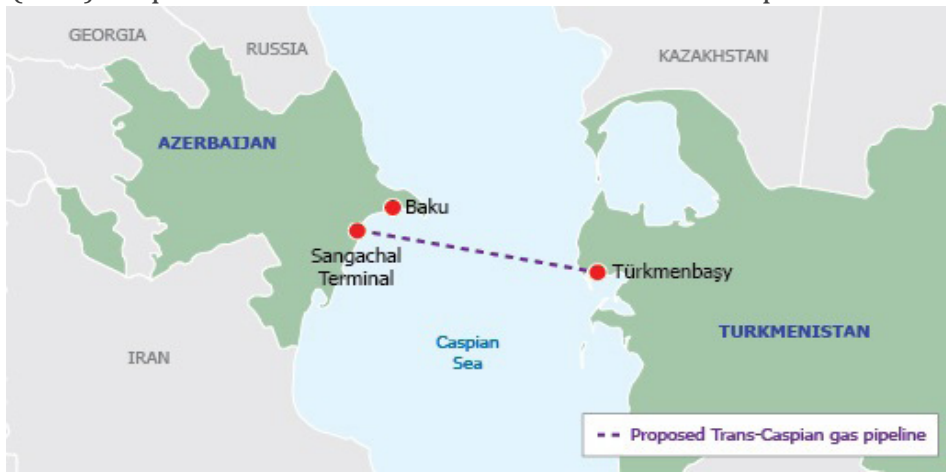 GEORGIA
RUSSIA
KAZAKHSTAN
AZERBAIJAN
Baku
Sangachal
Terminal
Türkmenbaşy
TURKMENISTAN
Caspian
Sea
IRAN
Proposed Trans-Caspian gas pipeline